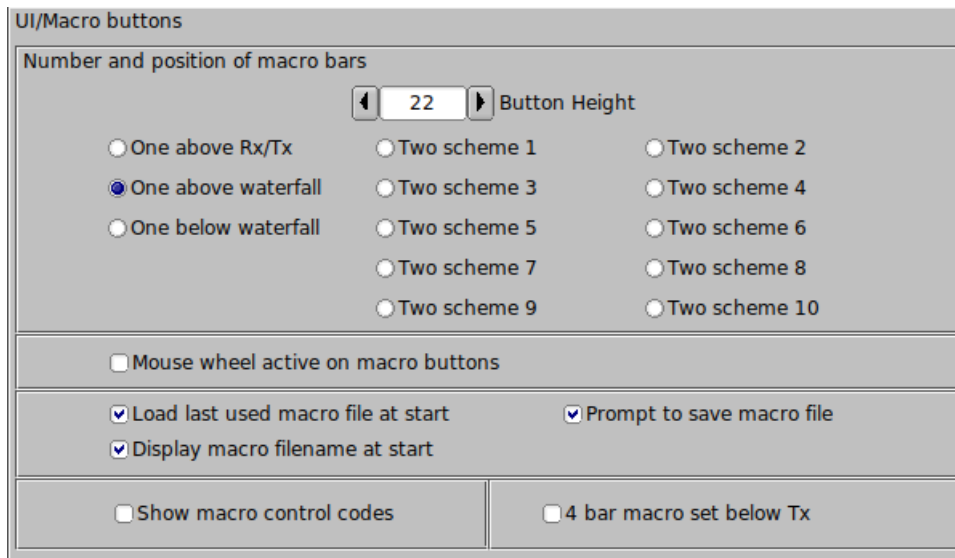 UI/Macro buttons
Number and position of macro bars
22 Button Height
One above Rx/Tx Two scheme 1 Two scheme 2
One above waterfall Two scheme 3 Two scheme 4
One below waterfall Two scheme 5 Two scheme 6
Two scheme 7 Two scheme 8
Two scheme 9 Two scheme 10
Mouse wheel active on macro buttons
Load last used macro file at start Prompt to save macro file
Display macro filename at start
Show macro control codes 4 bar macro set below Tx